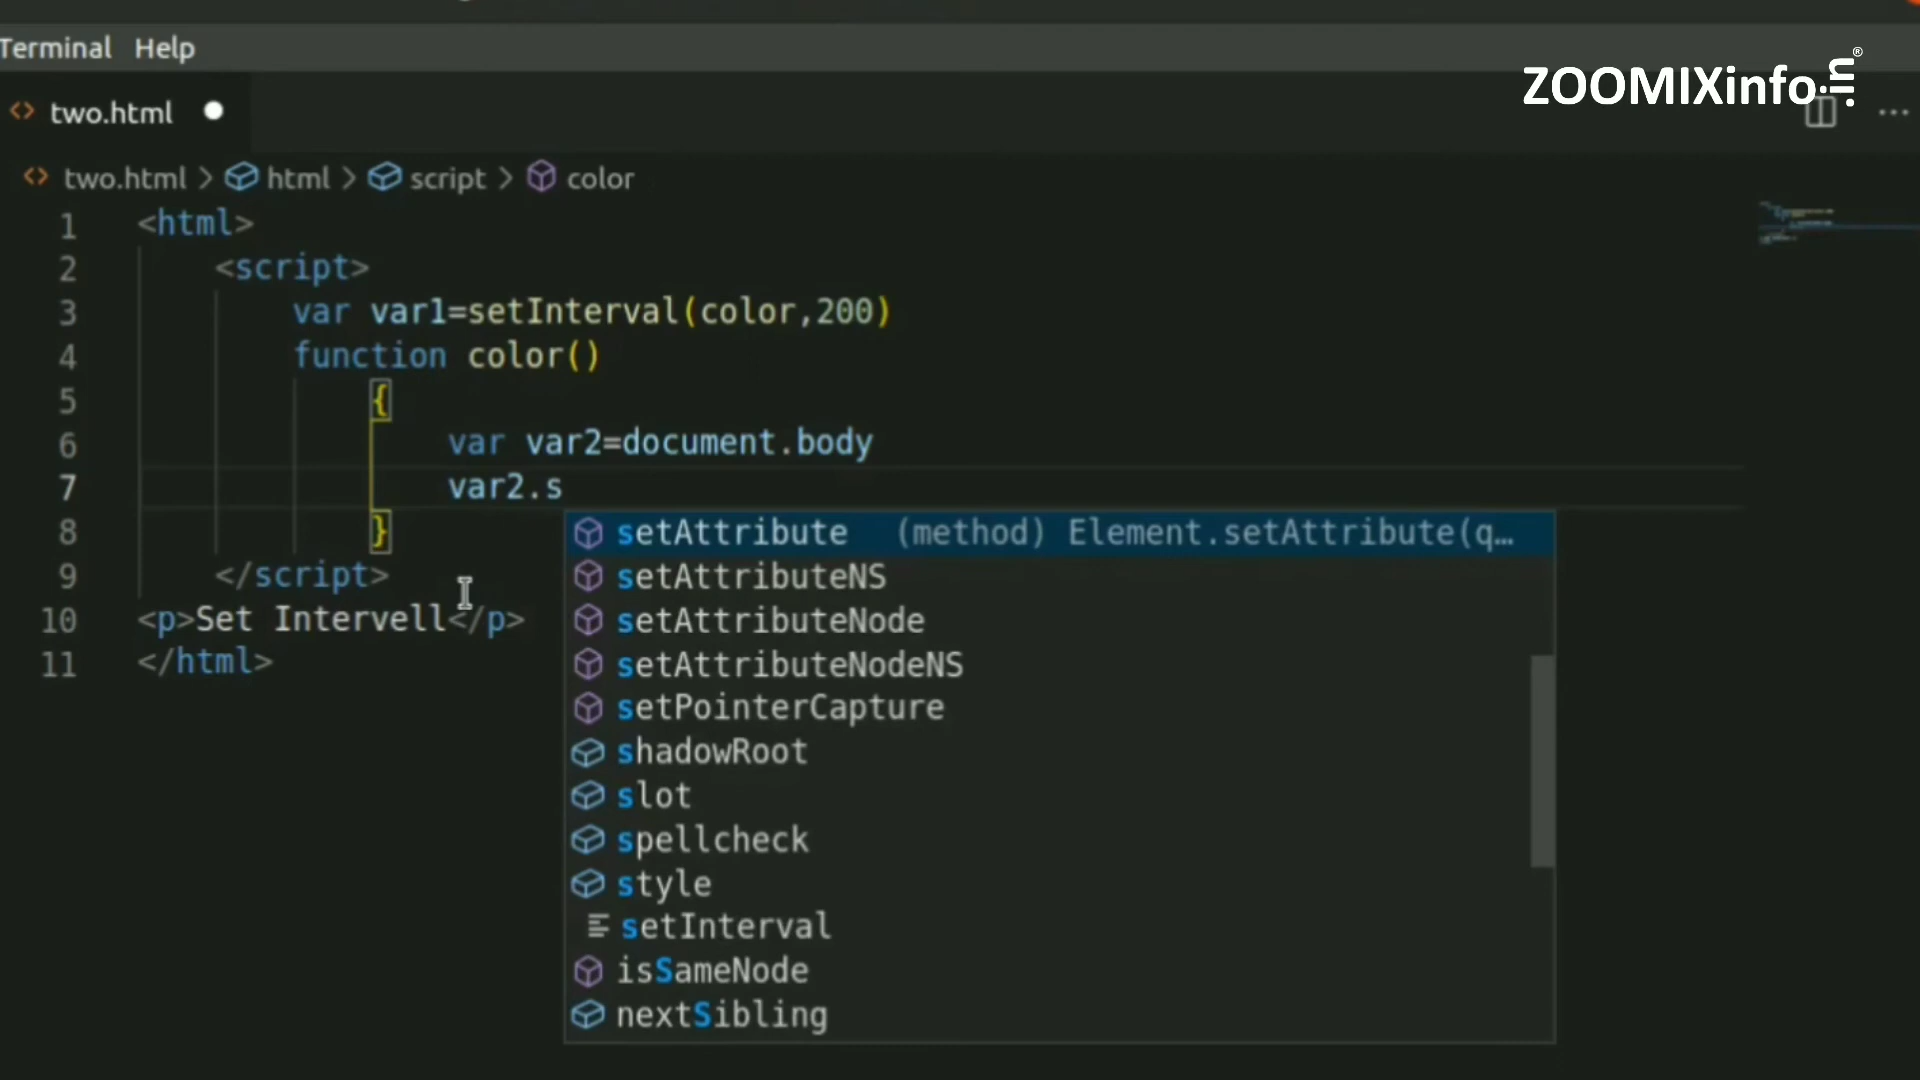 Terminal Help
ZOOMIXinfo.in®
two.html
two.html > html > script > color
1 <html>
2 <script>
3 var var1=setInterval(color,200)
4 function color()
5 {
6 var var2=document.body
7 var2.s
8 }
9 </script>
10 <p>Set Intervell</p>
11 </html>
setAttribute (method) Element.setAttribute(q…
setAttributeNS
setAttributeNode
setAttributeNodeNS
setPointerCapture
shadowRoot
slot
spellcheck
style
setInterval
isSameNode
nextSibling